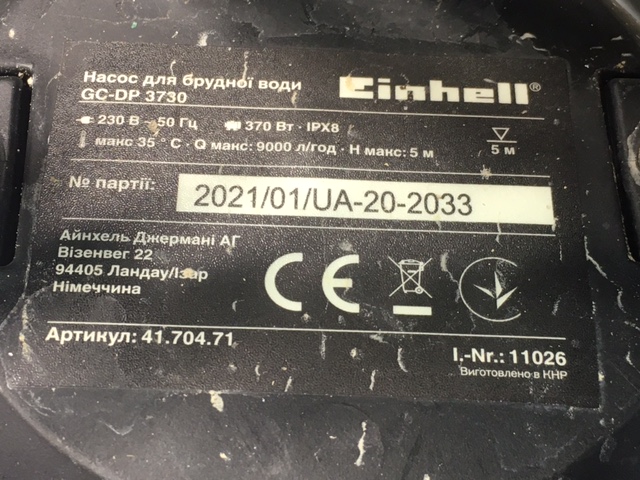 Насос для брудної води
GC-DP 3730
Einhell®
230 В ~ 50 Гц 370 Вт · IPX8
макс 35 ° C · Q макс: 9000 л/год · Н макс: 5 м
5 м
№ партії: 2021/01/UA-20-2033
Айнхель Джермані АГ
Візенвег 22
94405 Ландау/Ізар
Німеччина
CE
Артикул: 41.704.71
I.-Nr.: 11026
Виготовлено в КНР